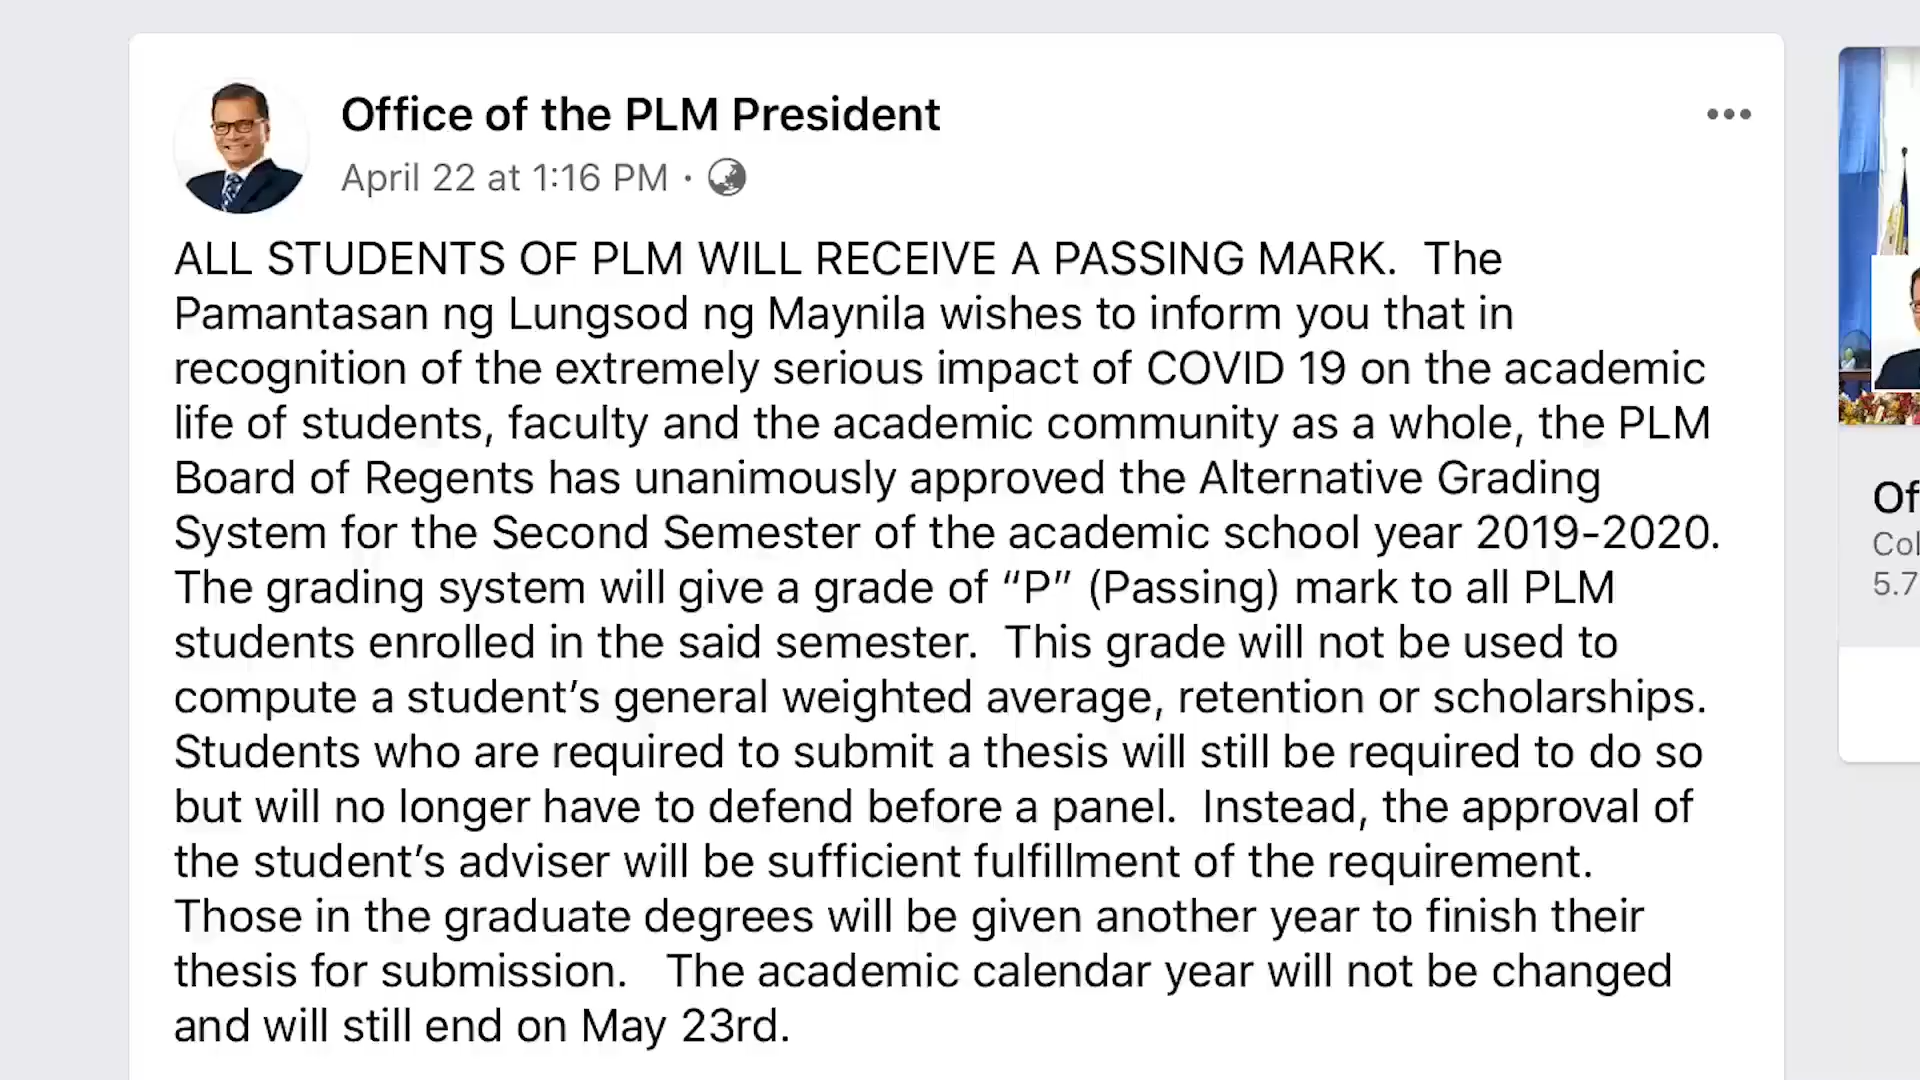 Office of the PLM President
April 22 at 1:16 PM ·
ALL STUDENTS OF PLM WILL RECEIVE A PASSING MARK.  The
Pamantasan ng Lungsod ng Maynila wishes to inform you that in
recognition of the extremely serious impact of COVID 19 on the academic
life of students, faculty and the academic community as a whole, the PLM
Board of Regents has unanimously approved the Alternative Grading
System for the Second Semester of the academic school year 2019-2020.
The grading system will give a grade of “P” (Passing) mark to all PLM
students enrolled in the said semester.  This grade will not be used to
compute a student’s general weighted average, retention or scholarships.
Students who are required to submit a thesis will still be required to do so
but will no longer have to defend before a panel.  Instead, the approval of
the student’s adviser will be sufficient fulfillment of the requirement.
Those in the graduate degrees will be given another year to finish their
thesis for submission.   The academic calendar year will not be changed
and will still end on May 23rd.
Of
Col
5.7